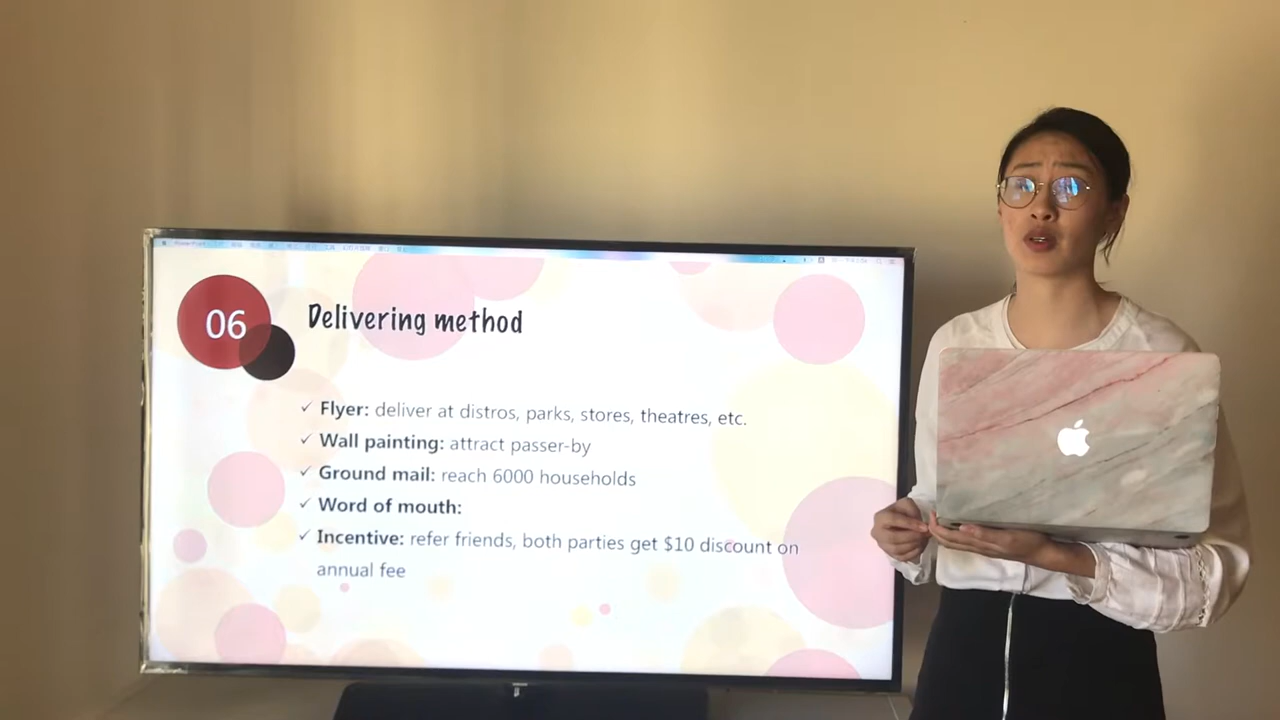 06
Delivering method
✓ Flyer: deliver at distros, parks, stores, theatres, etc.
✓ Wall painting: attract passer-by
✓ Ground mail: reach 6000 households
✓ Word of mouth:
✓ Incentive: refer friends, both parties get $10 discount on
annual fee